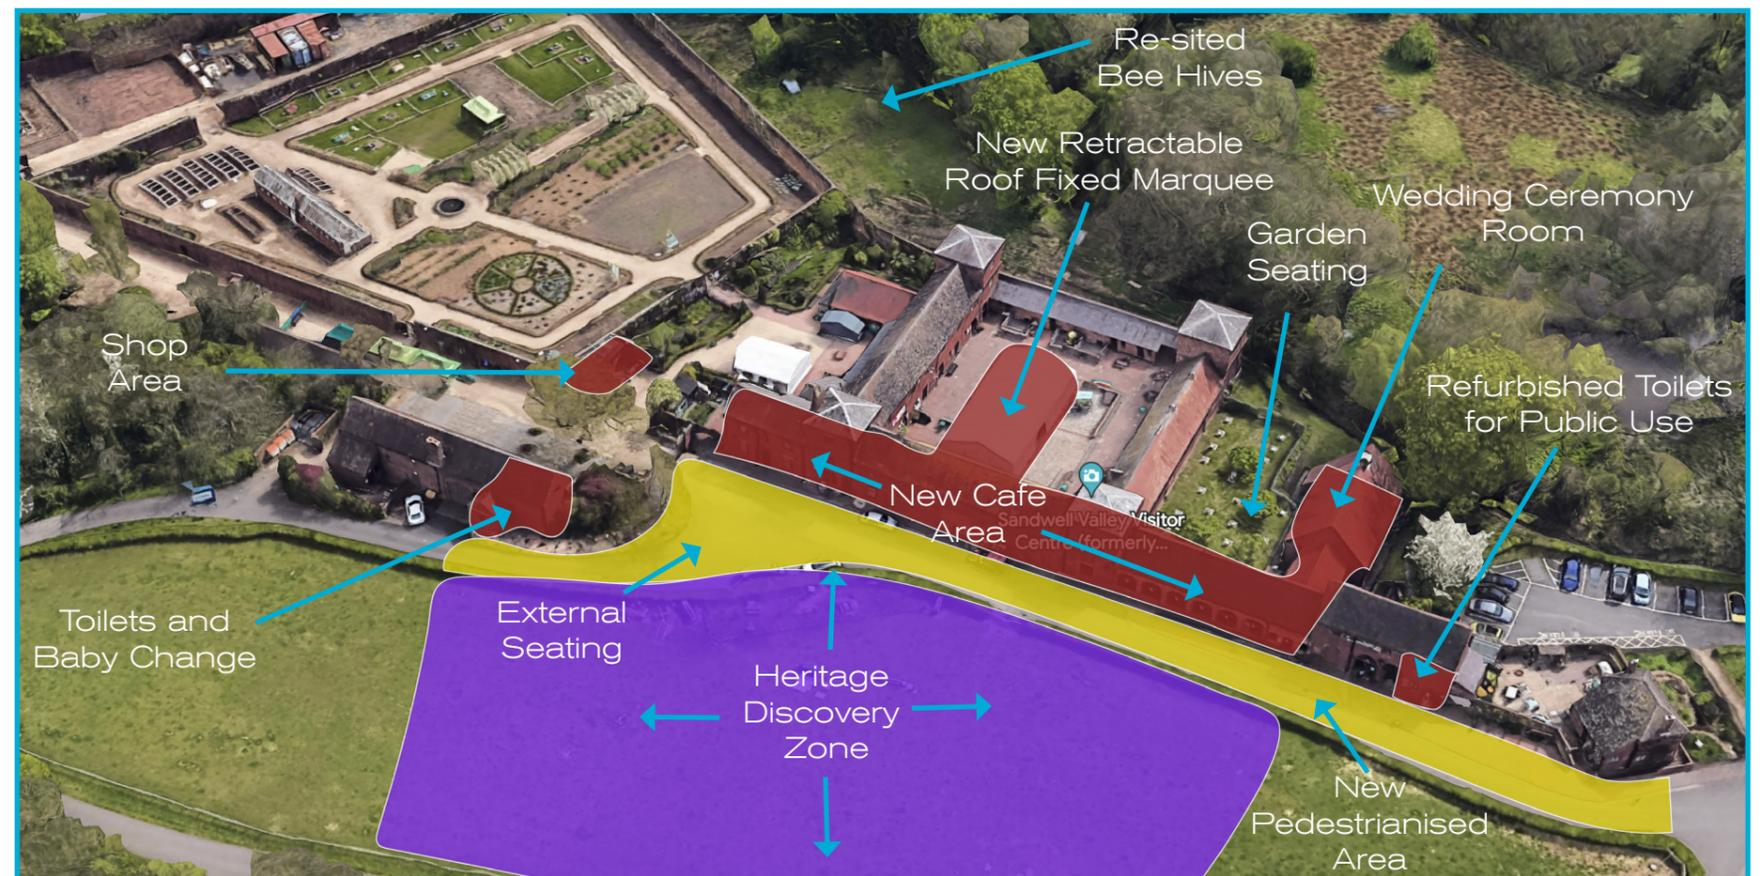 Re-sited
Bee Hives
New Retractable
Roof Fixed Marquee
Wedding Ceremony
Room
Garden
Seating
Shop
Area
Refurbished Toilets
for Public Use
New Cafe
Area
Sandwell Valley Visitor
Centre (formerly...
Toilets and
Baby Change
External
Seating
Heritage
Discovery
Zone
New
Pedestrianised
Area